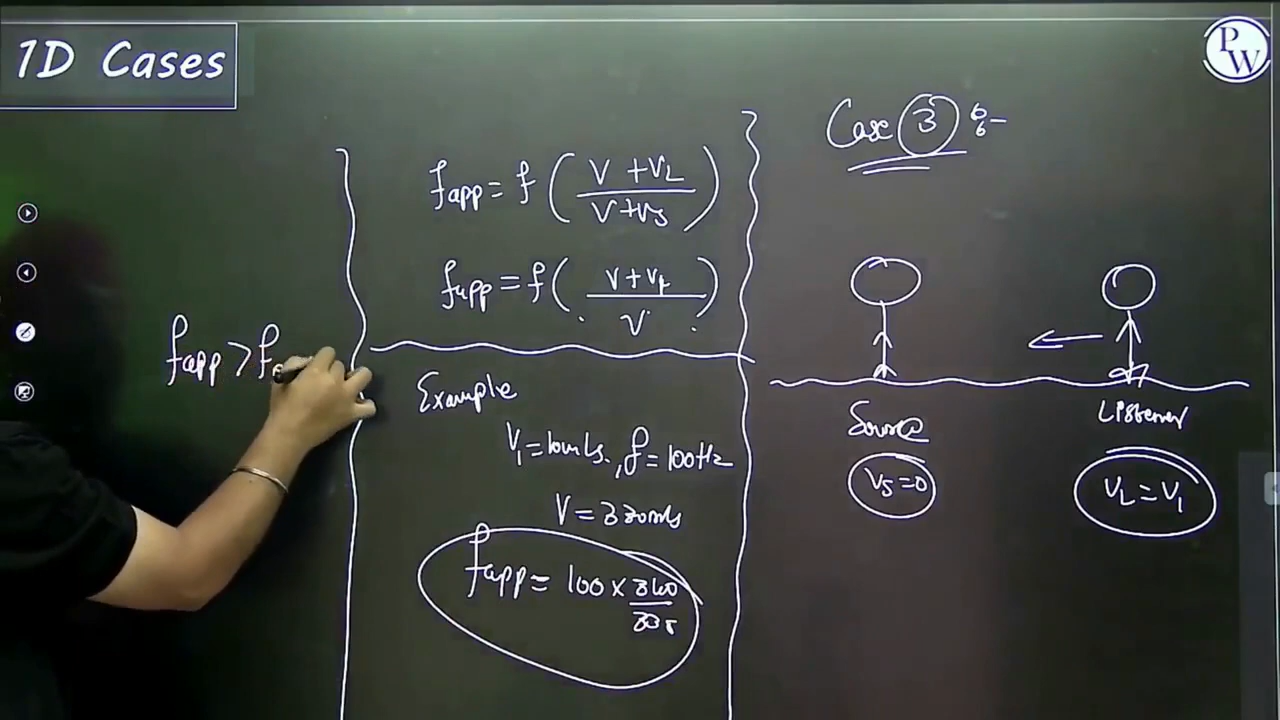 1D Cases
PW
Case 3 :-
fapp = f ( V + VL / V + Vs )
fapp = f ( V + VL / V )
fapp > f
Example
V1 = 10m/s , f = 100Hz
V = 330m/s
fapp = 100 × 340 / 330
Source
Listener
Vs = 0
VL = V1